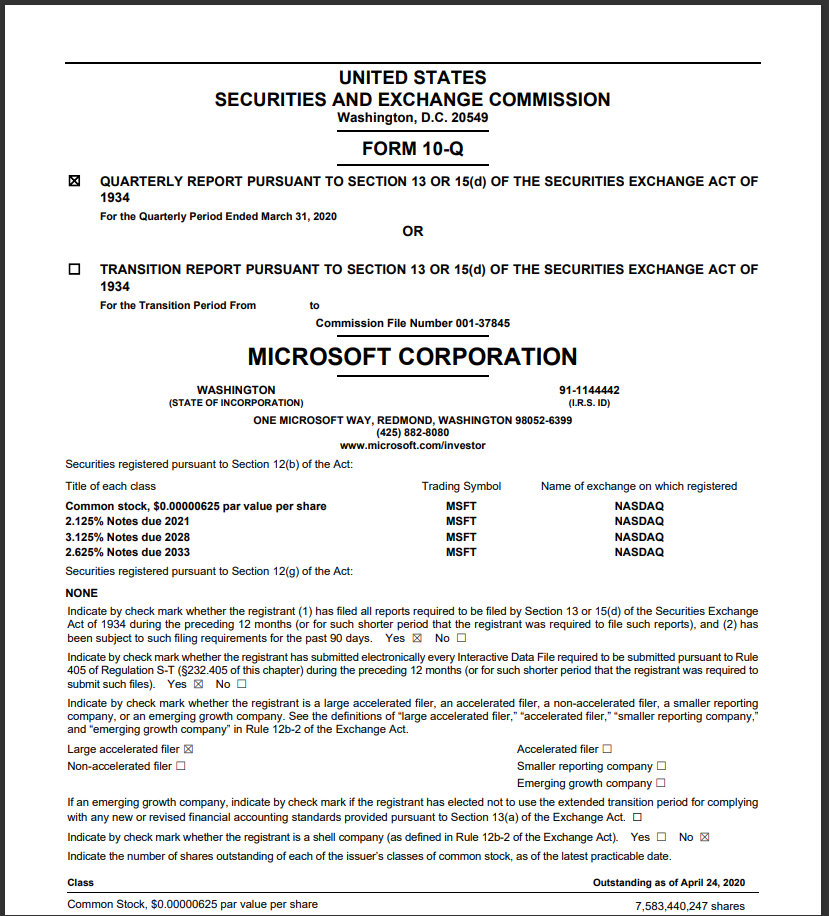 UNITED STATES
SECURITIES AND EXCHANGE COMMISSION
Washington, D.C. 20549
FORM 10-Q
☒ QUARTERLY REPORT PURSUANT TO SECTION 13 OR 15(d) OF THE SECURITIES EXCHANGE ACT OF
1934
For the Quarterly Period Ended March 31, 2020
OR
☐ TRANSITION REPORT PURSUANT TO SECTION 13 OR 15(d) OF THE SECURITIES EXCHANGE ACT OF
1934
For the Transition Period From to
Commission File Number 001-37845
MICROSOFT CORPORATION
WASHINGTON 91-1144442
(STATE OF INCORPORATION) (I.R.S. ID)
ONE MICROSOFT WAY, REDMOND, WASHINGTON 98052-6399
(425) 882-8080
www.microsoft.com/investor
Securities registered pursuant to Section 12(b) of the Act:
Title of each class Trading Symbol Name of exchange on which registered
Common stock, $0.00000625 par value per share MSFT NASDAQ
2.125% Notes due 2021 MSFT NASDAQ
3.125% Notes due 2028 MSFT NASDAQ
2.625% Notes due 2033 MSFT NASDAQ
Securities registered pursuant to Section 12(g) of the Act:
NONE
Indicate by check mark whether the registrant (1) has filed all reports required to be filed by Section 13 or 15(d) of the Securities Exchange
Act of 1934 during the preceding 12 months (or for such shorter period that the registrant was required to file such reports), and (2) has
been subject to such filing requirements for the past 90 days. Yes ☒ No ☐
Indicate by check mark whether the registrant has submitted electronically every Interactive Data File required to be submitted pursuant to Rule
405 of Regulation S-T (§232.405 of this chapter) during the preceding 12 months (or for such shorter period that the registrant was required to
submit such files). Yes ☒ No ☐
Indicate by check mark whether the registrant is a large accelerated filer, an accelerated filer, a non-accelerated filer, a smaller reporting
company, or an emerging growth company. See the definitions of “large accelerated filer,” “accelerated filer,” “smaller reporting company,”
and “emerging growth company” in Rule 12b-2 of the Exchange Act.
Large accelerated filer ☒ Accelerated filer ☐
Non-accelerated filer ☐ Smaller reporting company ☐
Emerging growth company ☐
If an emerging growth company, indicate by check mark if the registrant has elected not to use the extended transition period for complying
with any new or revised financial accounting standards provided pursuant to Section 13(a) of the Exchange Act. ☐
Indicate by check mark whether the registrant is a shell company (as defined in Rule 12b-2 of the Exchange Act). Yes ☐ No ☒
Indicate the number of shares outstanding of each of the issuer’s classes of common stock, as of the latest practicable date.
Class Outstanding as of April 24, 2020
Common Stock, $0.00000625 par value per share 7,583,440,247 shares